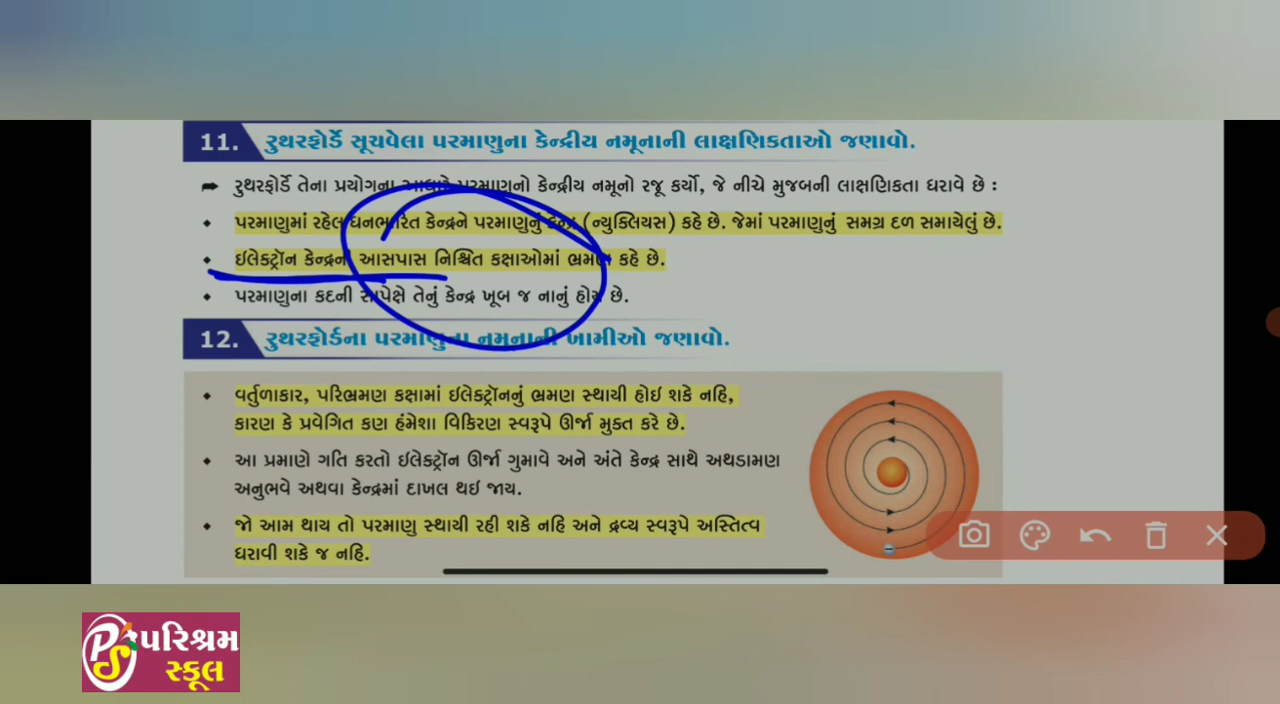 11. રુથરફોર્ડે સૂચવેલા પરમાણુના કેન્દ્રીય નમૂનાની લાક્ષણિકતાઓ જણાવો.
➡ રુથરફોર્ડે તેના પ્રયોગના આધારે પરમાણુનો કેન્દ્રીય નમૂનો રજૂ કર્યો, જે નીચે મુજબની લાક્ષણિકતા ધરાવે છે :
◆ પરમાણુમાં રહેલ ધનભારિત કેન્દ્રને પરમાણુનું કેન્દ્ર (ન્યુક્લિયસ) કહે છે. જેમાં પરમાણુનું સમગ્ર દળ સમાયેલું છે.
◆ ઇલેક્ટ્રૉન કેન્દ્રની આસપાસ નિશ્ચિત કક્ષાઓમાં ભ્રમણ કહે છે.
◆ પરમાણુના કદની સાપેક્ષે તેનું કેન્દ્ર ખૂબ જ નાનું હોય છે.
12. રુથરફોર્ડના પરમાણુના નમૂનાની ખામીઓ જણાવો.
◆ વર્તુળાકાર, પરિભ્રમણ કક્ષામાં ઇલેક્ટ્રૉનનું ભ્રમણ સ્થાયી હોઈ શકે નહિ,
કારણ કે પ્રવેગિત કણ હંમેશા વિકિરણ સ્વરૂપે ઊર્જા મુક્ત કરે છે.
◆ આ પ્રમાણે ગતિ કરતો ઇલેક્ટ્રૉન ઊર્જા ગુમાવે અને અંતે કેન્દ્ર સાથે અથડામણ
અનુભવે અથવા કેન્દ્રમાં દાખલ થઇ જાય.
◆ જો આમ થાય તો પરમાણુ સ્થાયી રહી શકે નહિ અને દ્રવ્ય સ્વરૂપે અસ્તિત્વ
ધરાવી શકે જ નહિ.
PS પરિશ્રમ
સ્કૂલ